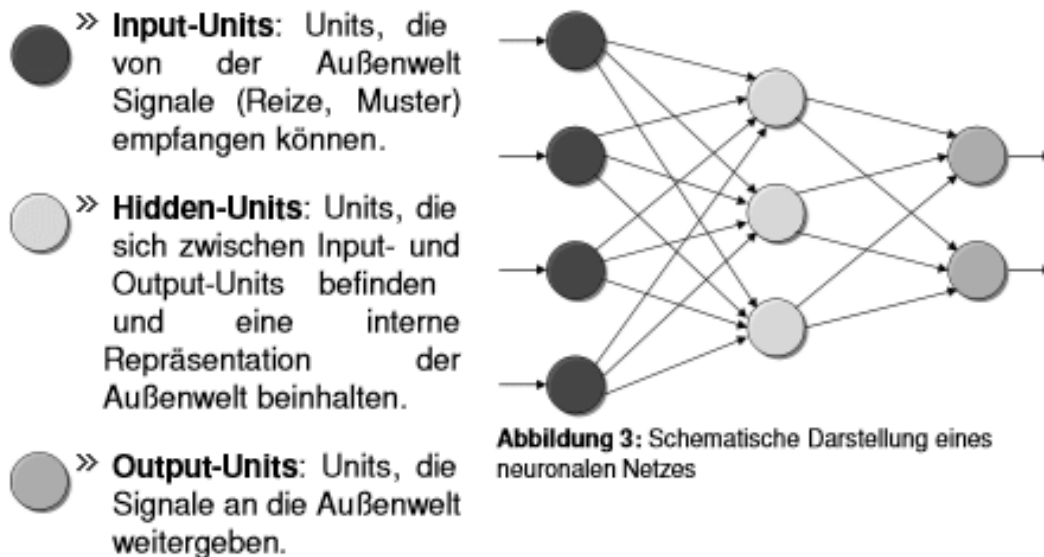 » Input-Units: Units, die
von der Außenwelt
Signale (Reize, Muster)
empfangen können.
» Hidden-Units: Units, die
sich zwischen Input- und
Output-Units befinden
und eine interne
Repräsentation der
Außenwelt beinhalten.
» Output-Units: Units, die
Signale an die Außenwelt
weitergeben.
Abbildung 3: Schematische Darstellung eines
neuronalen Netzes